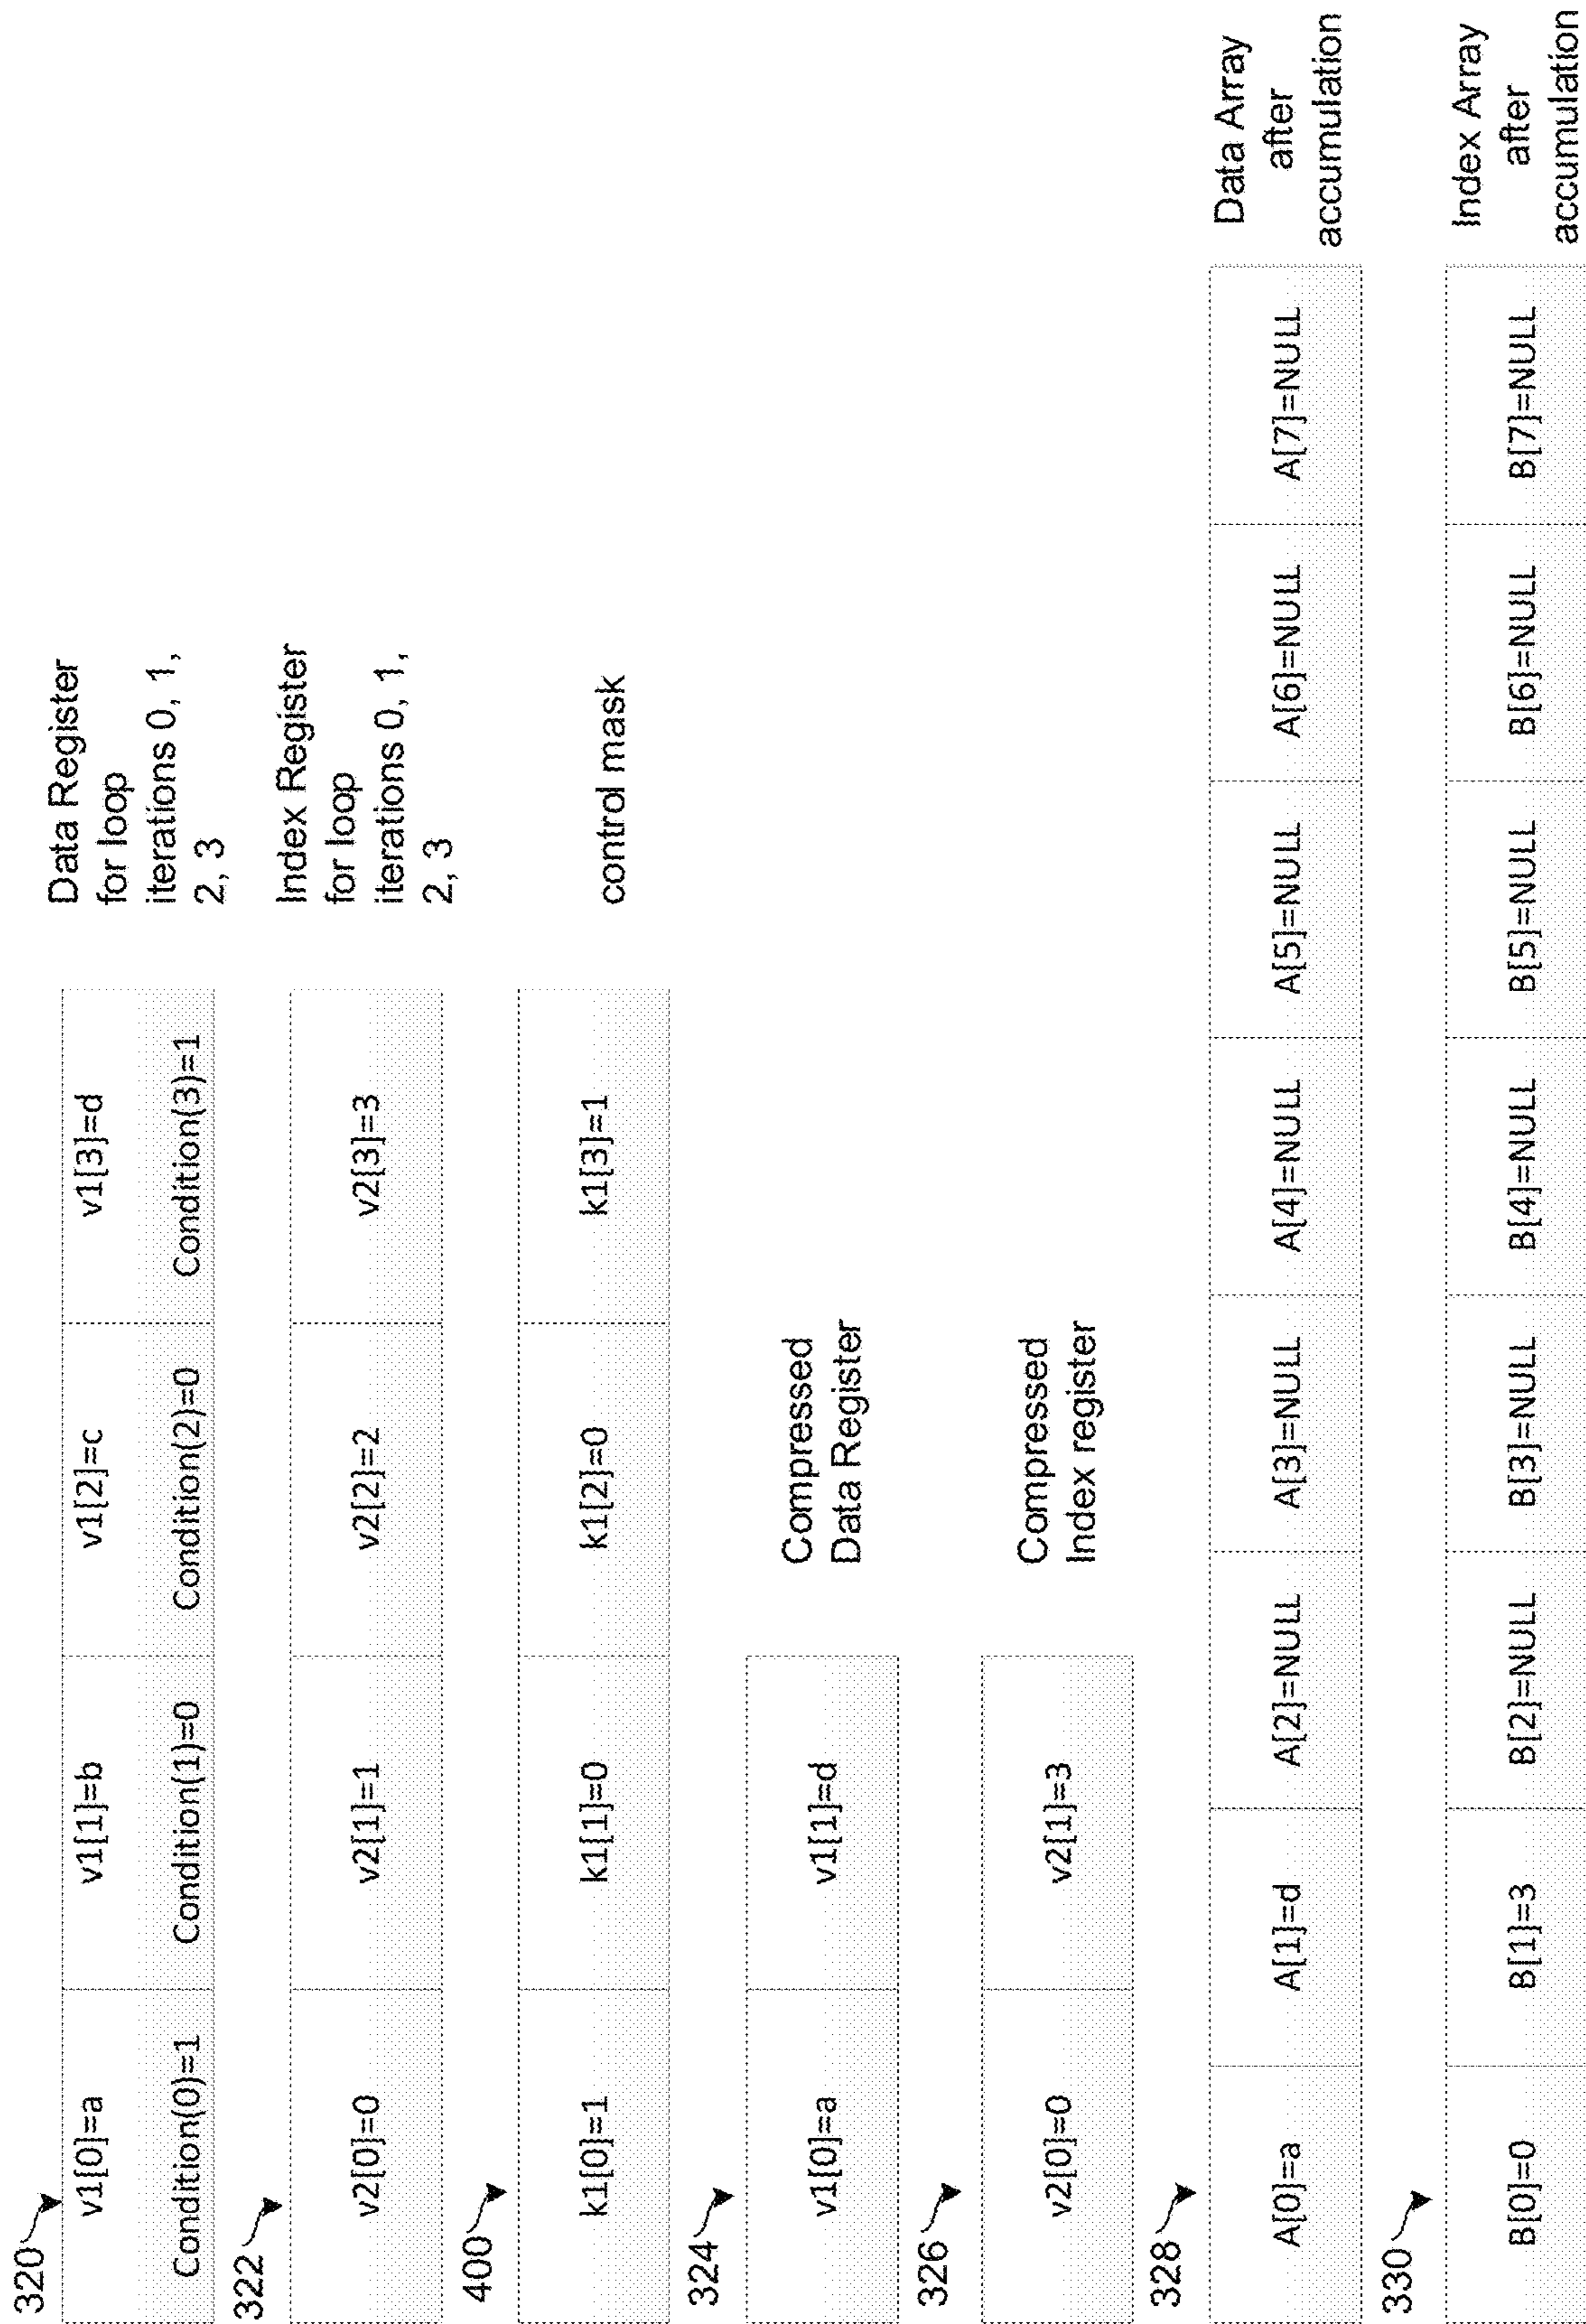 320
v1[0]=a
v1[1]=b
v1[2]=c
v1[3]=d
Condition(0)=1
Condition(1)=0
Condition(2)=0
Condition(3)=1
Data Register
for loop
iterations 0, 1,
2, 3
322
v2[0]=0
v2[1]=1
v2[2]=2
v2[3]=3
Index Register
for loop
iterations 0, 1,
2, 3
400
k1[0]=1
k1[1]=0
k1[2]=0
k1[3]=1
control mask
324
v1[0]=a
v1[1]=d
Compressed
Data Register
326
v2[0]=0
v2[1]=3
Compressed
Index register
328
A[0]=a
A[1]=d
A[2]=NULL
A[3]=NULL
A[4]=NULL
A[5]=NULL
A[6]=NULL
A[7]=NULL
Data Array
after
accumulation
330
B[0]=0
B[1]=3
B[2]=NULL
B[3]=NULL
B[4]=NULL
B[5]=NULL
B[6]=NULL
B[7]=NULL
Index Array
after
accumulation